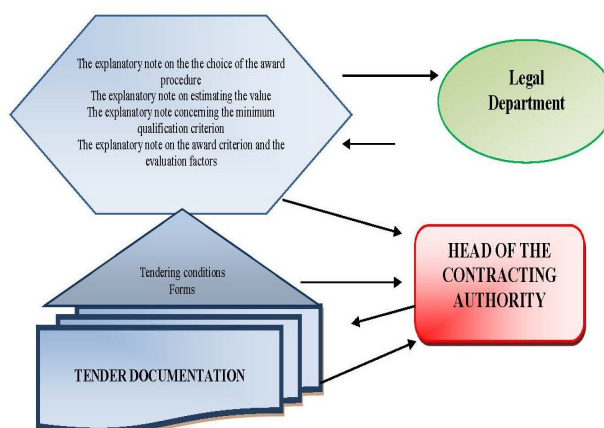 The explanatory note on the the choice of the award
procedure
The explanatory note on estimating the value
The explanatory note concerning the minimum
qualification criterion
The explanatory note on the award criterion and the
evaluation factors
Legal
Department
HEAD OF THE
CONTRACTING
AUTHORITY
Tendering conditions
Forms
TENDER DOCUMENTATION